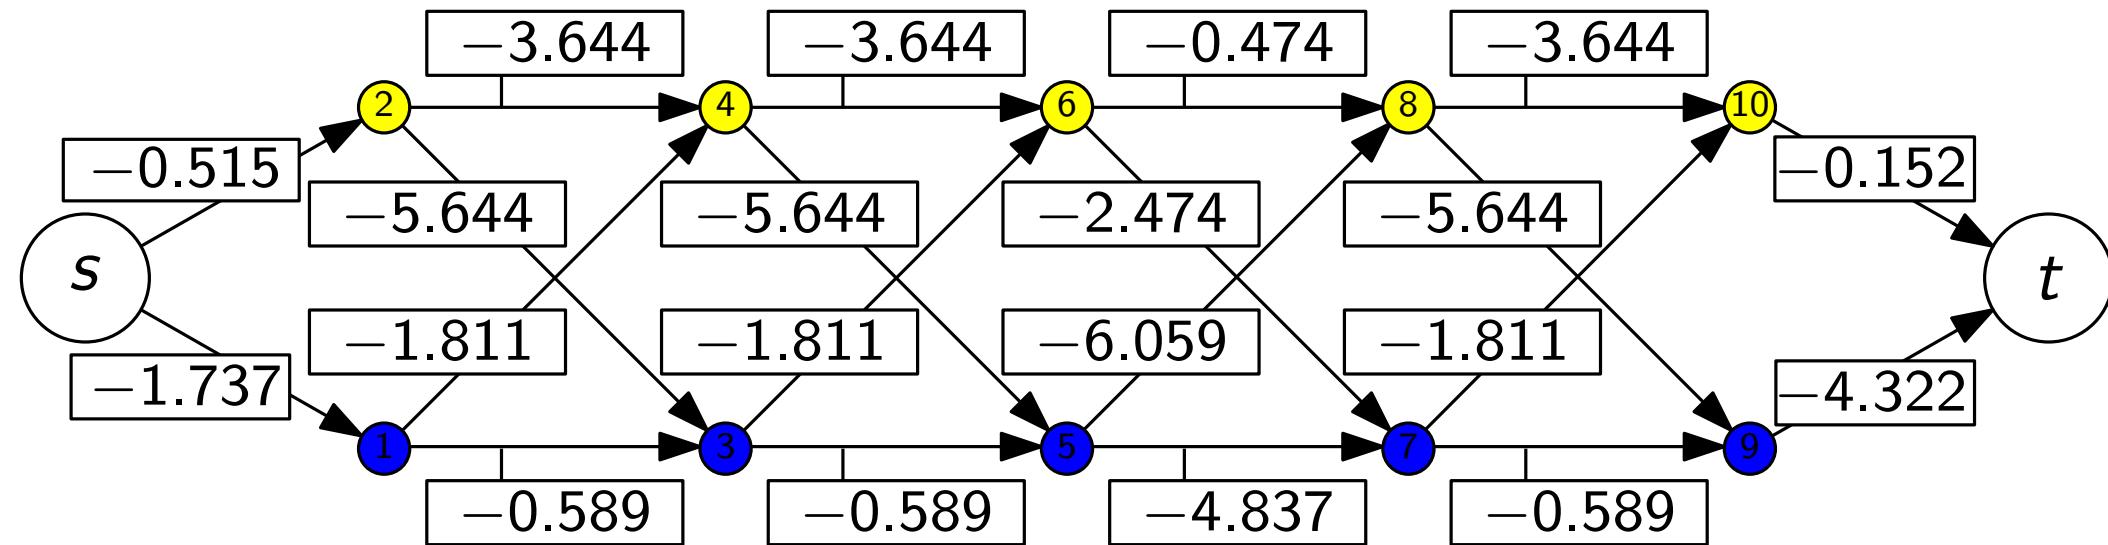 −3.644 −3.644 −0.474 −3.644
2 4 6 8 10
−0.515 −0.152
−5.644 −5.644 −2.474 −5.644
s t
−1.811 −1.811 −6.059 −1.811
−1.737 −4.322
1 3 5 7 9
−0.589 −0.589 −4.837 −0.589